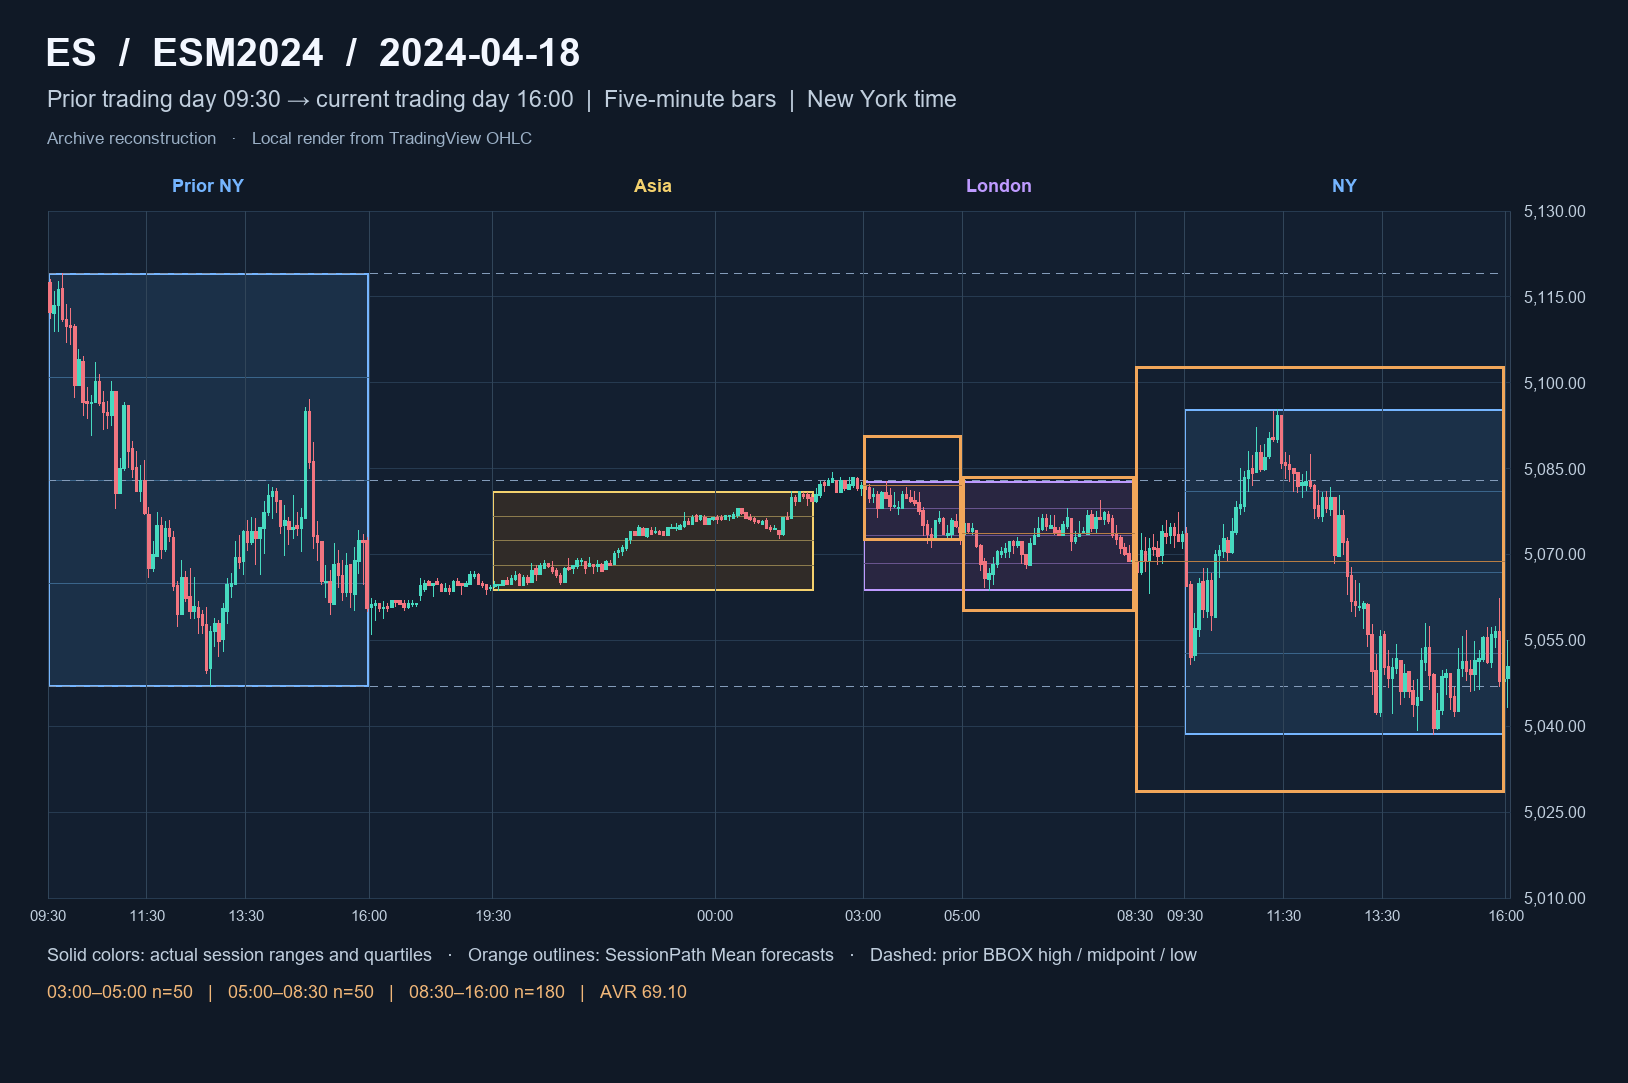 ES / ESM2024 / 2024-04-18
Prior trading day 09:30 → current trading day 16:00 | Five-minute bars | New York time
Archive reconstruction · Local render from TradingView OHLC
Prior NY Asia London NY
5,130.00
5,115.00
5,100.00
5,085.00
5,070.00
5,055.00
5,040.00
5,025.00
5,010.00
09:30 11:30 13:30 16:00 19:30 00:00 03:00 05:00 08:30 09:30 11:30 13:30 16:00
Solid colors: actual session ranges and quartiles · Orange outlines: SessionPath Mean forecasts · Dashed: prior BBOX high / midpoint / low
03:00–05:00 n=50 | 05:00–08:30 n=50 | 08:30–16:00 n=180 | AVR 69.10